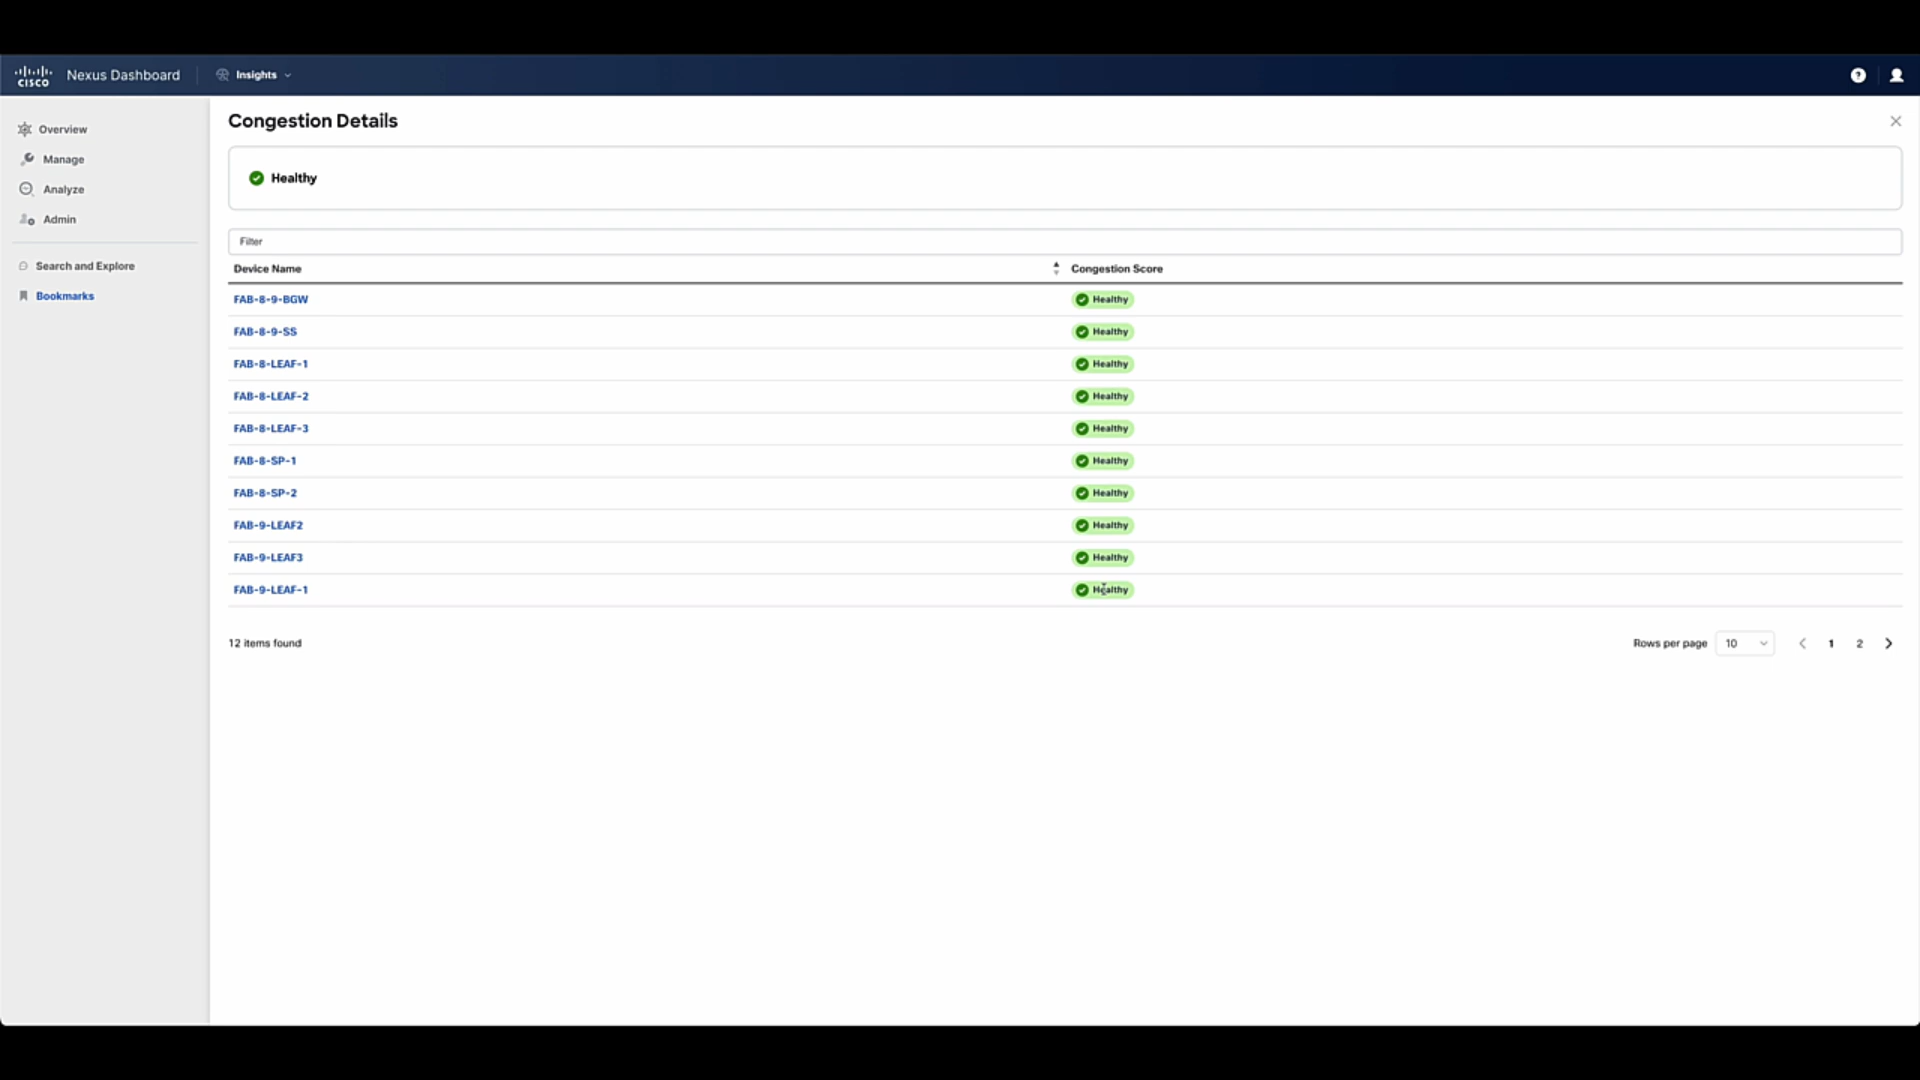 CISCO Nexus Dashboard Insights
Overview
Manage
Analyze
Admin
Search and Explore
Bookmarks
Congestion Details
Healthy
Filter
Device Name Congestion Score
FAB-8-9-BGW Healthy
FAB-8-9-SS Healthy
FAB-8-LEAF-1 Healthy
FAB-8-LEAF-2 Healthy
FAB-8-LEAF-3 Healthy
FAB-8-SP-1 Healthy
FAB-8-SP-2 Healthy
FAB-9-LEAF2 Healthy
FAB-9-LEAF3 Healthy
FAB-9-LEAF-1 Healthy
12 items found Rows per page 10 1 2